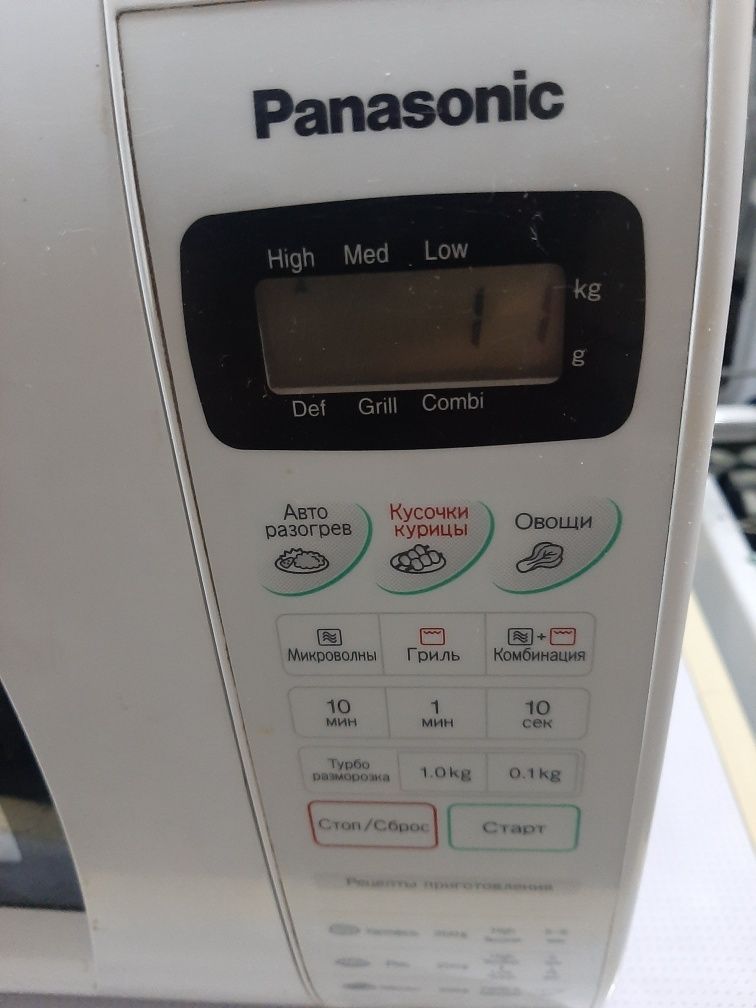 Panasonic
High Med Low
kg
g
Def Grill Combi
Авто разогрев
Кусочки курицы
Овощи
Микроволны Гриль + Комбинация
10 мин
1 мин
10 сек
Турбо разморозка
1.0kg
0.1kg
Стоп/Сброс Старт
Рецепты приготовления